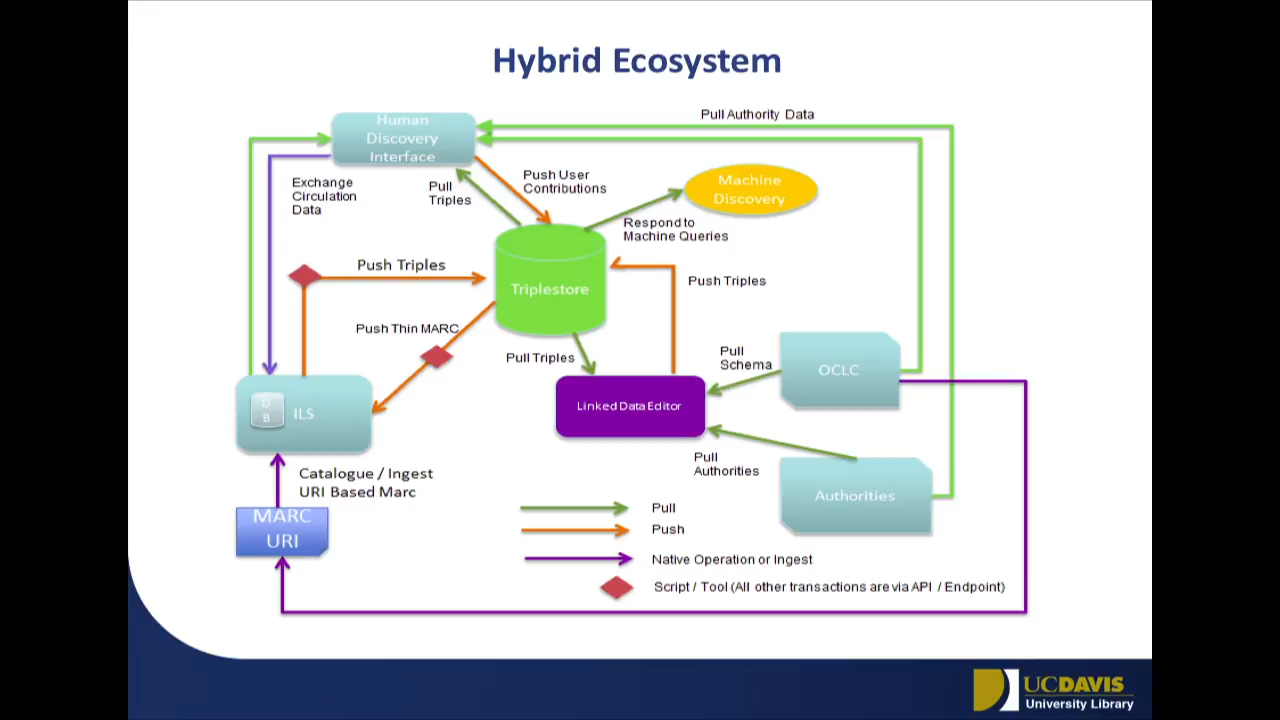 Hybrid Ecosystem
Pull Authority Data
Human
Discovery
Interface
Exchange
Circulation
Data
Pull
Triples
Push User
Contributions
Machine
Discovery
Respond to
Machine Queries
Push Triples
Triplestore
Push Triples
Push Thin MARC
Pull Triples
Pull
Schema
OCLC
Linked Data Editor
D
B
ILS
Pull
Authorities
Authorities
Catalogue / Ingest
URI Based Marc
MARC
URI
Pull
Push
Native Operation or Ingest
Script / Tool (All other transactions are via API / Endpoint)
UCDAVIS
University Library